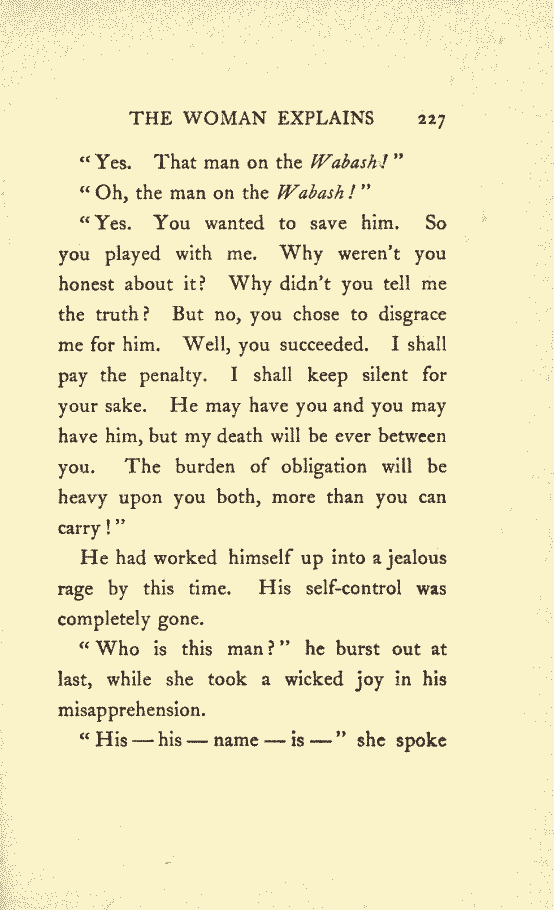 THE WOMAN EXPLAINS 227
“Yes. That man on the Wabash!”
“Oh, the man on the Wabash!”
“Yes. You wanted to save him. So
you played with me. Why weren’t you
honest about it? Why didn’t you tell me
the truth? But no, you chose to disgrace
me for him. Well, you succeeded. I shall
pay the penalty. I shall keep silent for
your sake. He may have you and you may
have him, but my death will be ever between
you. The burden of obligation will be
heavy upon you both, more than you can
carry!”
He had worked himself up into a jealous
rage by this time. His self-control was
completely gone.
“Who is this man?” he burst out at
last, while she took a wicked joy in his
misapprehension.
“His — his — name — is —” she spoke